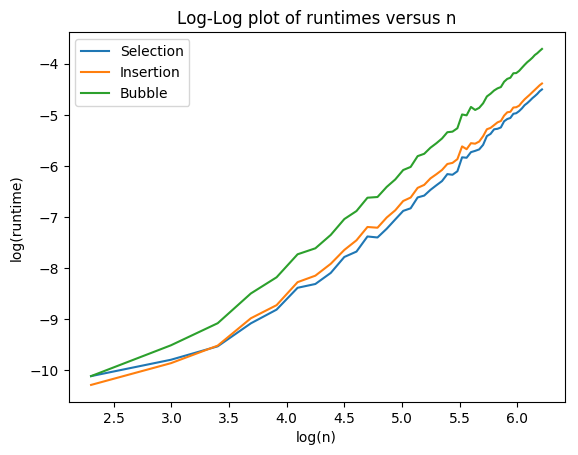 Log-Log plot of runtimes versus n
Selection
Insertion
Bubble
log(runtime)
−4
−5
−6
−7
−8
−9
−10
2.5 3.0 3.5 4.0 4.5 5.0 5.5 6.0
log(n)